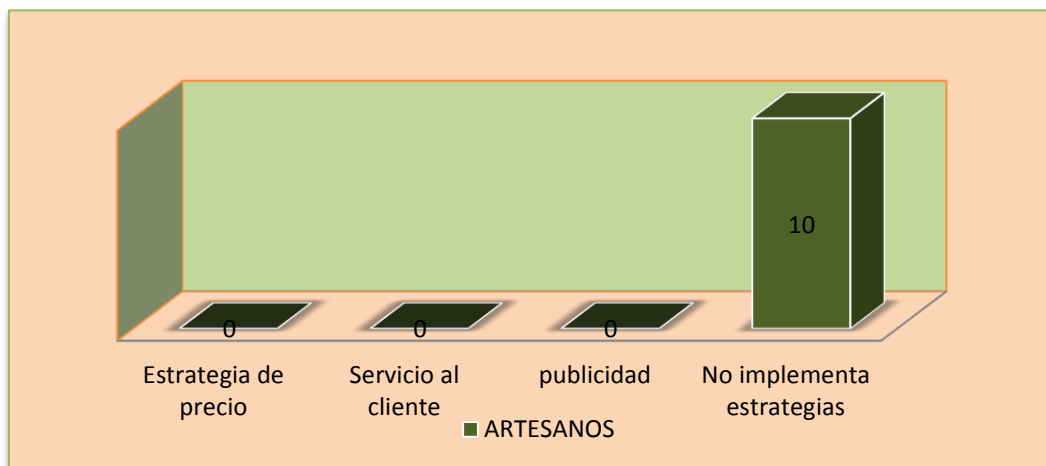 10
0
0
0
Estrategia de
precio
Servicio al
cliente
publicidad
No implementa
estrategias
ARTESANOS